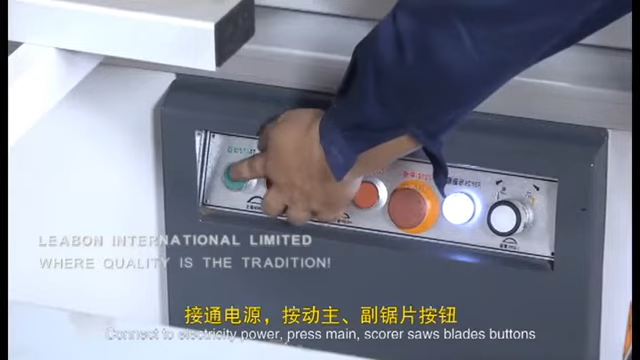 LEABON INTERNATIONAL LIMITED
WHERE QUALITY IS THE TRADITION!
接通电源，按动主、副锯片按钮
Connect to electricity power, press main, scorer saws blades buttons